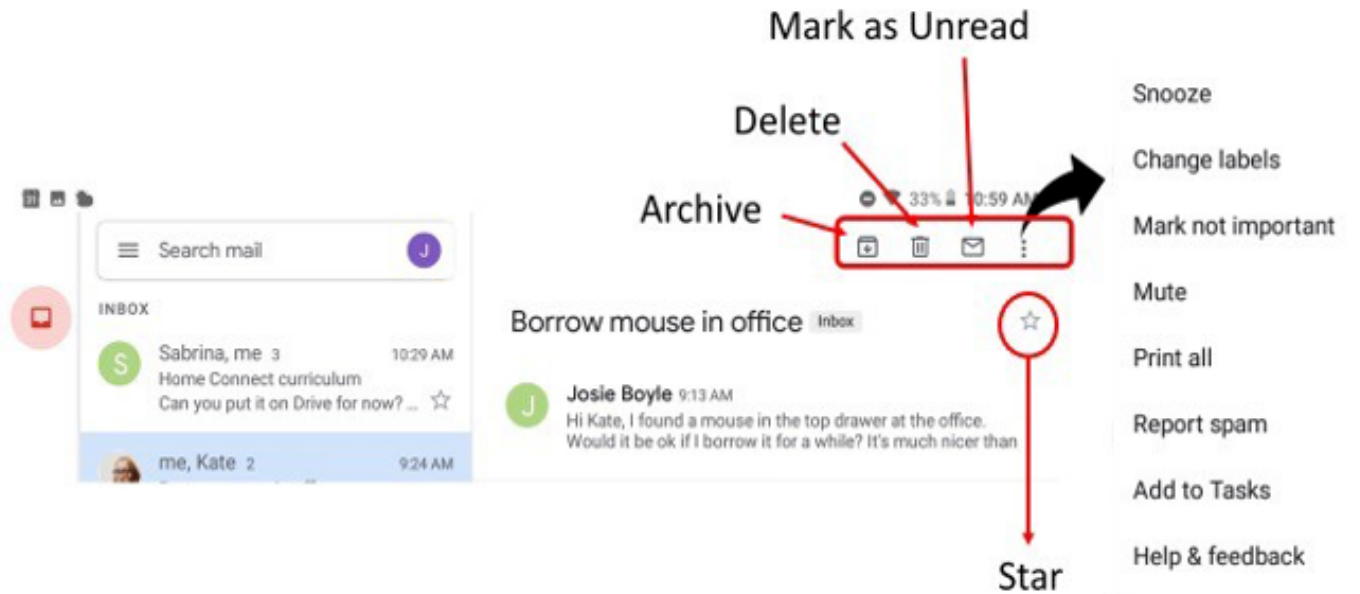 Mark as Unread
Delete
Archive
33% 10:59 AM
Search mail
J
INBOX
S
Sabrina, me 3 10:29 AM
Home Connect curriculum
Can you put it on Drive for now? ...
me, Kate 2 9:24 AM
Borrow mouse in office Inbox
J
Josie Boyle 9:13 AM
Hi Kate, I found a mouse in the top drawer at the office.
Would it be ok if I borrow it for a while? It's much nicer than
Star
Snooze
Change labels
Mark not important
Mute
Print all
Report spam
Add to Tasks
Help & feedback